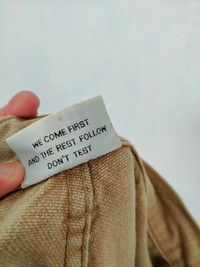 WE COME FIRST
AND THE REST FOLLOW
DON'T TEST